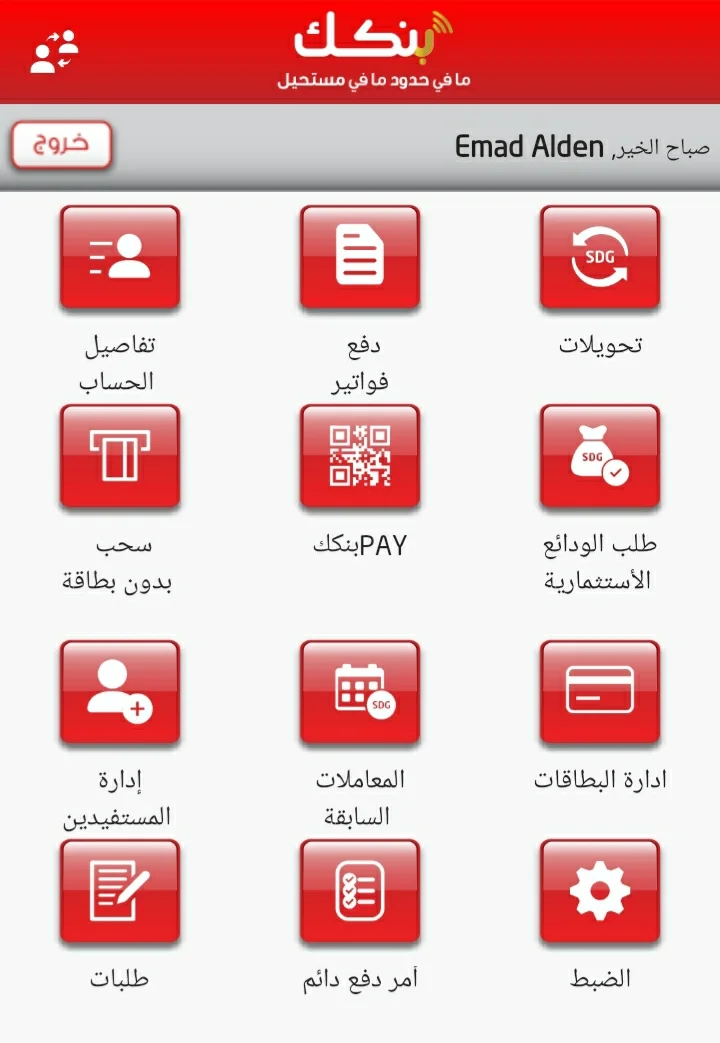 بنكك
ما في حدود ما في مستحيل
صباح الخير, Emad Alden
خروج
SDG
تحويلات
دفع
فواتير
تفاصيل
الحساب
SDG
طلب الودائع
الأستثمارية
PAYبنكك
سحب
بدون بطاقة
ادارة البطاقات
SDG
المعاملات
السابقة
إدارة
المستفيدين
الضبط
أمر دفع دائم
طلبات